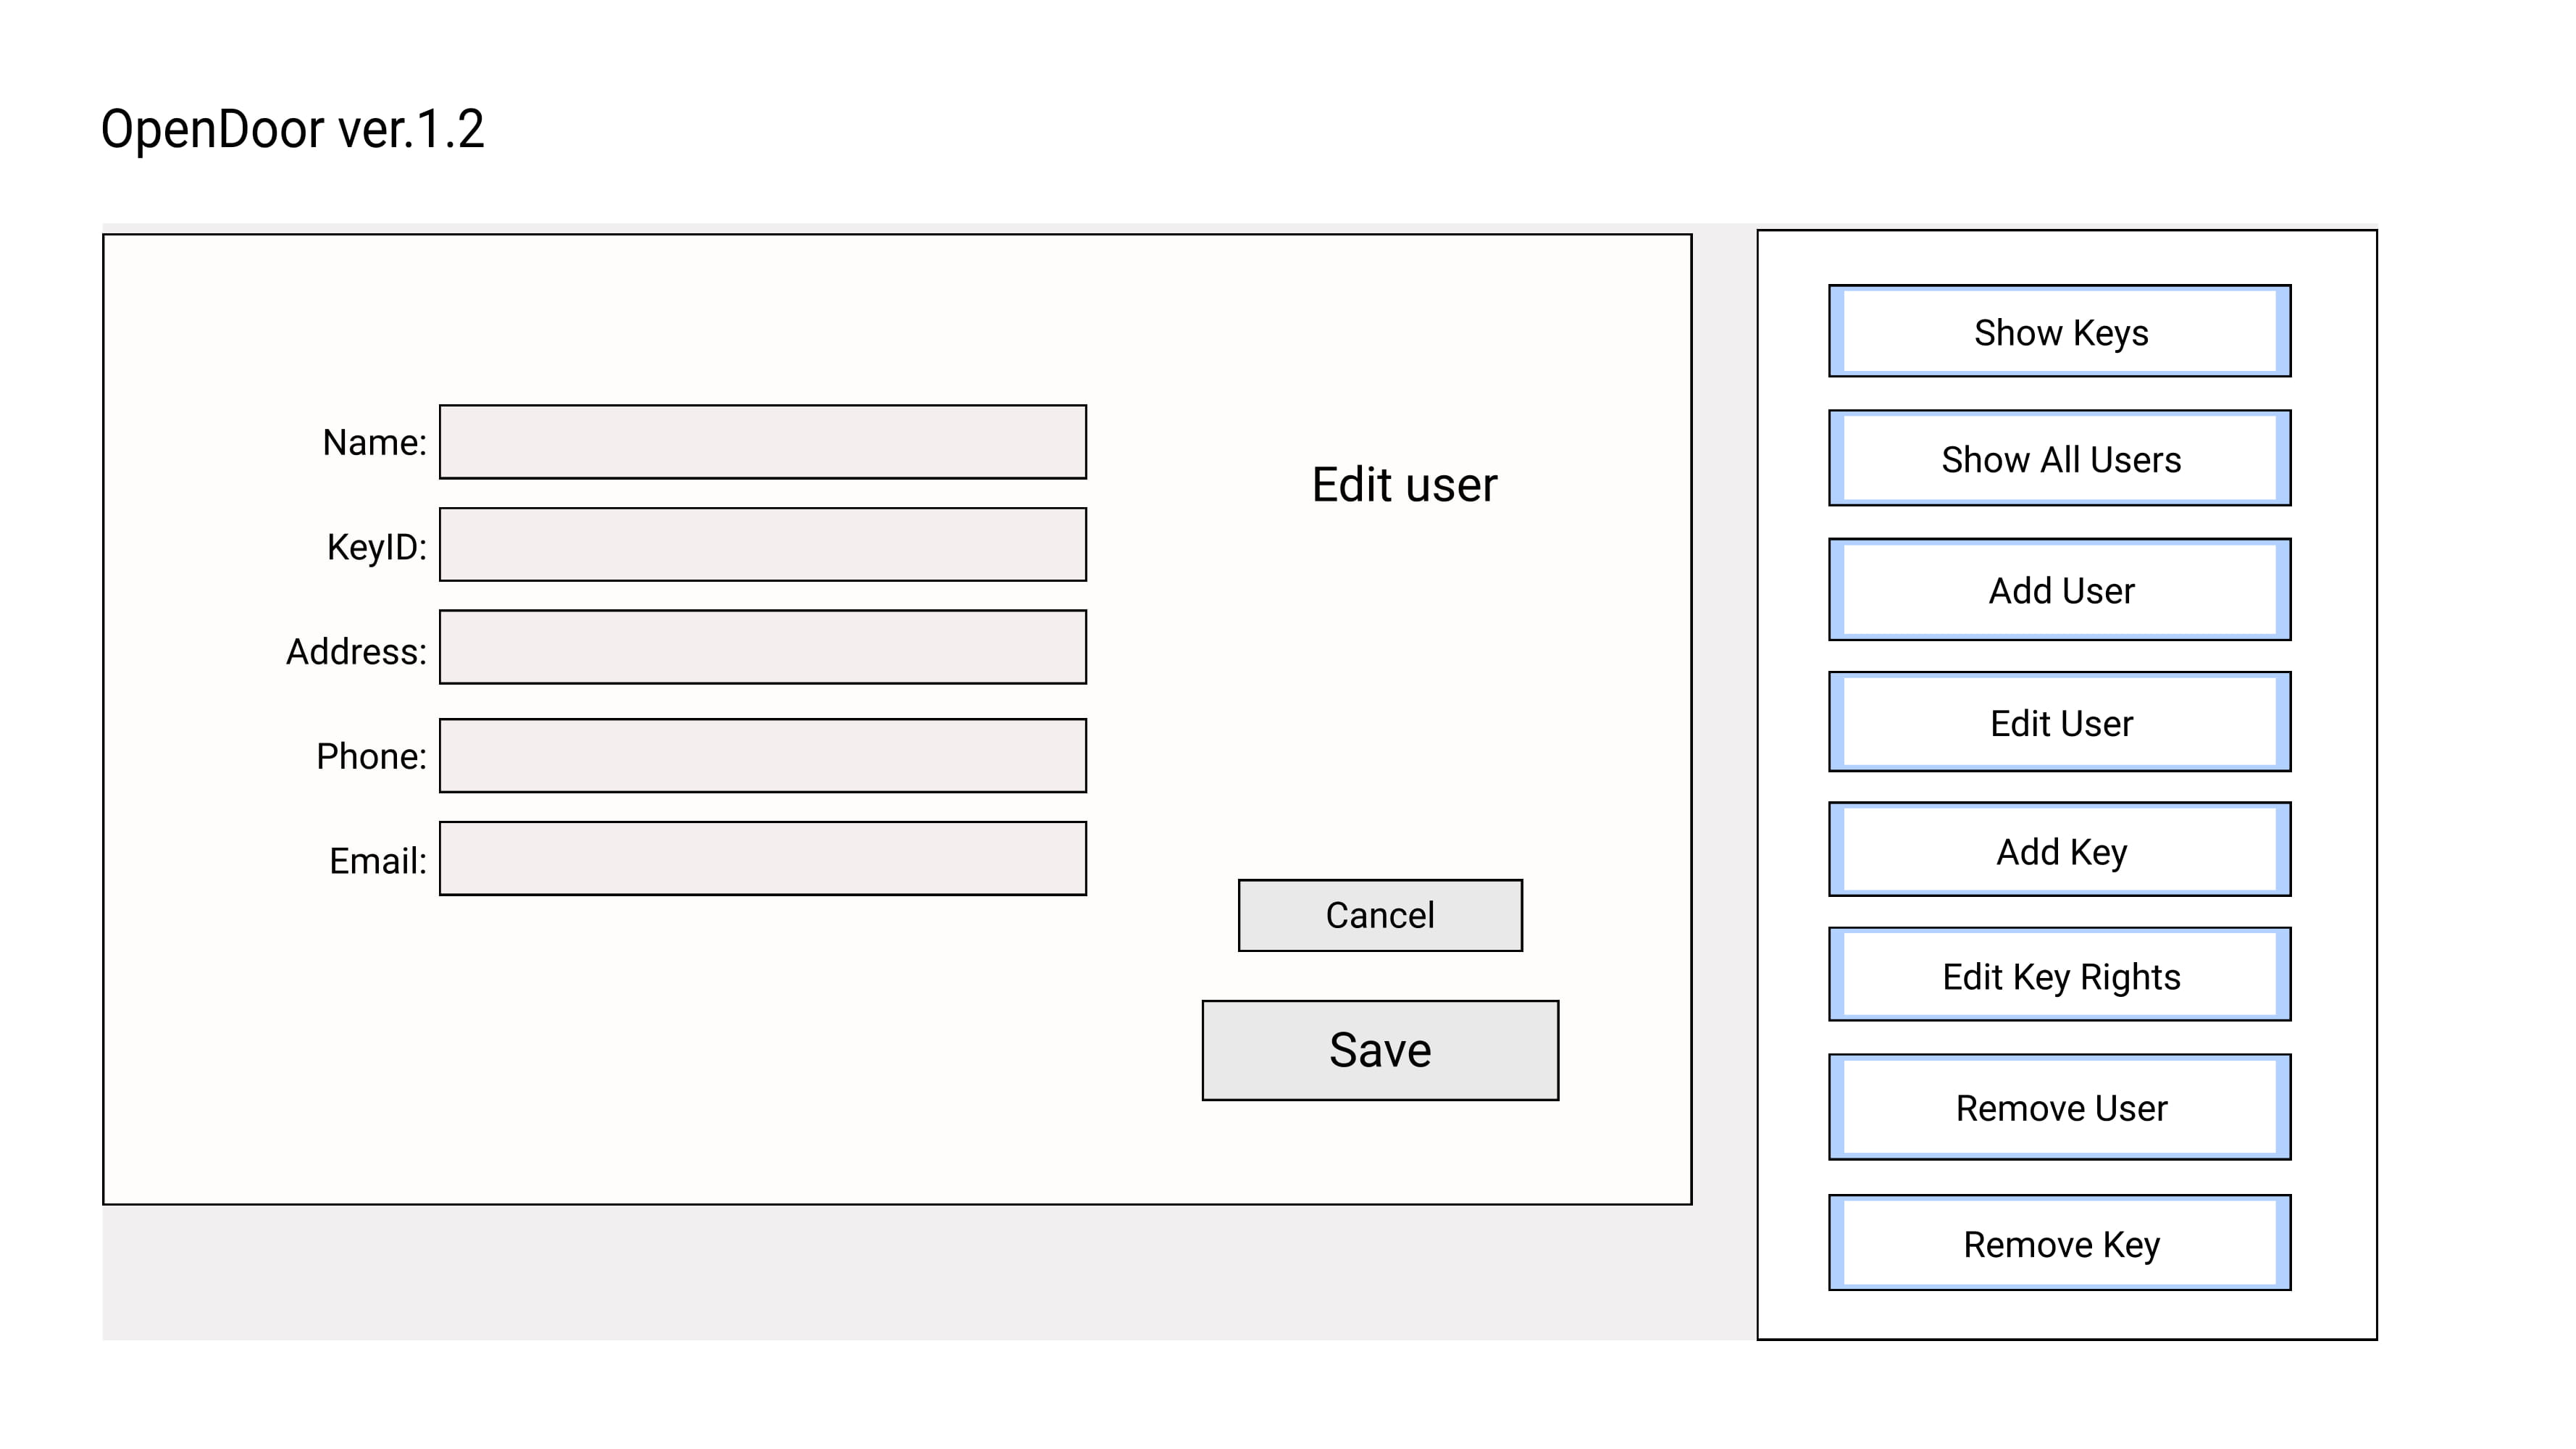 OpenDoor ver.1.2
Name:
KeyID:
Address:
Phone:
Email:
Edit user
Cancel
Save
Show Keys
Show All Users
Add User
Edit User
Add Key
Edit Key Rights
Remove User
Remove Key